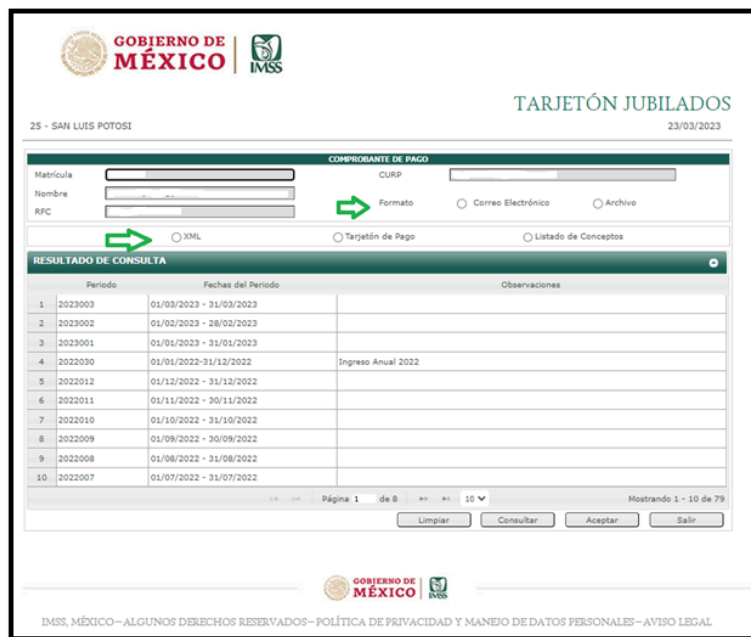 GOBIERNO DE
MÉXICO
IMSS
TARJETÓN JUBILADOS
25 - SAN LUIS POTOSI
23/03/2023
COMPROBANTE DE PAGO
Matrícula
CURP
Nombre
Formato
Correo Electrónico
Archivo
RFC
XML
Tarjetón de Pago
Listado de Conceptos
RESULTADO DE CONSULTA
Periodo Fechas del Periodo Observaciones
1 2023003 01/03/2023 - 31/03/2023
2 2023002 01/02/2023 - 28/02/2023
3 2023001 01/01/2023 - 31/01/2023
4 2022030 01/01/2022-31/12/2022 Ingreso Anual 2022
5 2022012 01/12/2022 - 31/12/2022
6 2022011 01/11/2022 - 30/11/2022
7 2022010 01/10/2022 - 31/10/2022
8 2022009 01/09/2022 - 30/09/2022
9 2022008 01/08/2022 - 31/08/2022
10 2022007 01/07/2022 - 31/07/2022
Página 1 de 8 10 Mostrando 1 - 10 de 79
Limpiar Consultar Aceptar Salir
GOBIERNO DE
MÉXICO
IMSS
IMSS, MÉXICO—ALGUNOS DERECHOS RESERVADOS—POLÍTICA DE PRIVACIDAD Y MANEJO DE DATOS PERSONALES—AVISO LEGAL